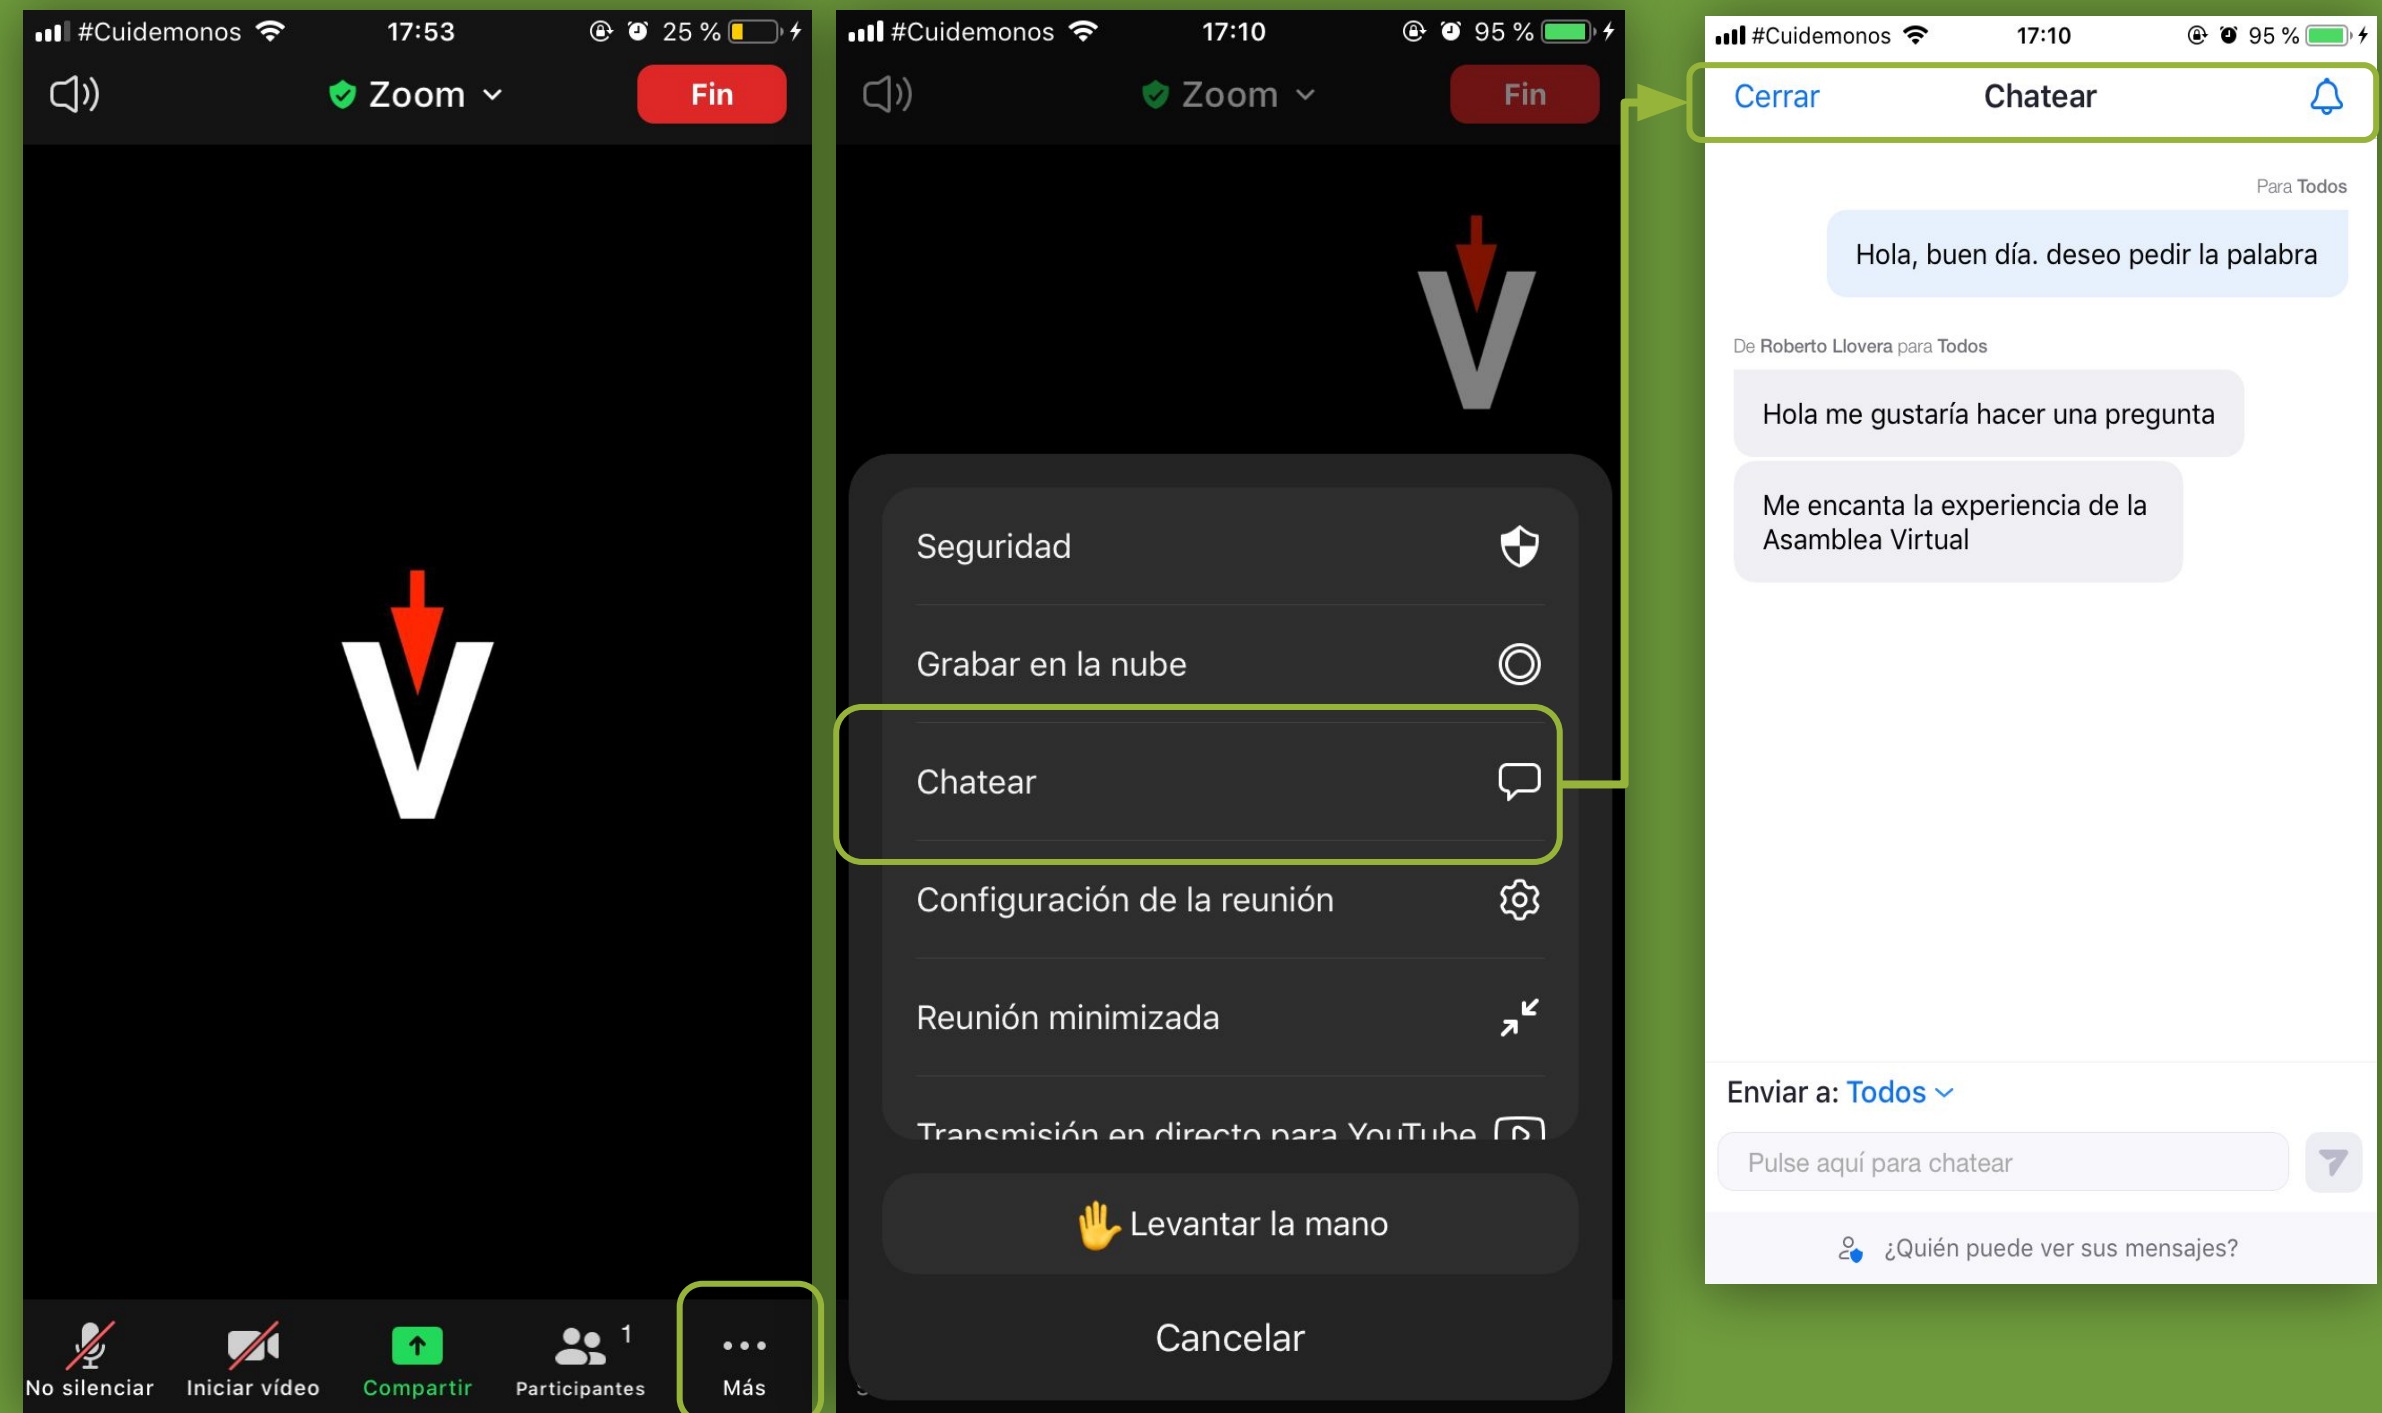 #Cuidemonos 17:53 25 %
Zoom Fin
V
No silenciar Iniciar vídeo Compartir Participantes 1 Más
#Cuidemonos 17:10 95 %
Zoom Fin
V
Seguridad
Grabar en la nube
Chatear
Configuración de la reunión
Reunión minimizada
Transmisión en directo para YouTube
Levantar la mano
Cancelar
#Cuidemonos 17:10 95 %
Cerrar Chatear
Para Todos
Hola, buen día. deseo pedir la palabra
De Roberto Llovera para Todos
Hola me gustaría hacer una pregunta
Me encanta la experiencia de la
Asamblea Virtual
Enviar a: Todos
Pulse aquí para chatear
¿Quién puede ver sus mensajes?